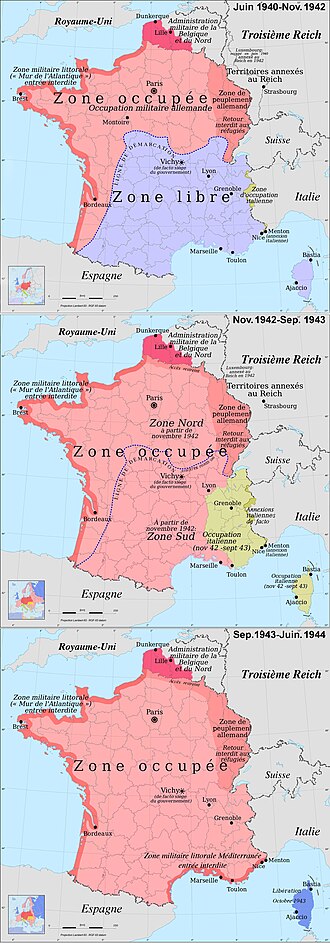 Juin 1940-Nov. 1942
Royaume-Uni
Dunkerque
Lille
Administration
militaire de la
Belgique
et du Nord
Troisième Reich
Zone militaire littorale
(« Mur de l'Atlantique »)
entrée interdite
Brest
Paris
Zone occupée
Occupation militaire allemande
Montoire
Zone de
peuplement
allemand
Retour
interdit aux
réfugiés
Territoires annexés
au Reich
Strasbourg
LIGNE DE DÉMARCATION
Vichy
(de facto siège
du gouvernement)
Suisse
Lyon
Zone libre
Grenoble
Zone
d'occupation
italienne
Bordeaux
Italie
Menton
(annexion
italienne)
Nice
Marseille
Toulon
Espagne
Bastia
Ajaccio
Nov. 1942-Sep. 1943
Royaume-Uni
Dunkerque
Lille
Administration
militaire de la
Belgique
et du Nord
Troisième Reich
Luxembourg
annexé au
Reich en 1942
Zone militaire littorale
(« Mur de l'Atlantique »)
entrée interdite
Brest
Paris
Zone Nord
à partir de
novembre 1942
Zone occupée
Zone de
peuplement
allemand
Retour
interdit aux
réfugiés
Territoires annexés
au Reich
Strasbourg
LIGNE DE DÉMARCATION
Vichy
(de facto siège
du gouvernement)
Suisse
Lyon
Grenoble
Annexions
italiennes
de facto
Bordeaux
À partir de
novembre 1942:
Zone Sud
Occupation
italienne
(nov 42 -sept 43)
Italie
Menton
(annexion
italienne)
Nice
Marseille
Toulon
Espagne
Bastia
Occupation
italienne
(nov 42 -sept 43)
Ajaccio
Sep.1943-Juin. 1944
Royaume-Uni
Dunkerque
Lille
Administration
militaire de la
Belgique et
du Nord
Troisième Reich
Zone militaire littorale
(« Mur de l'Atlantique »)
entrée interdite
Brest
Paris
Zone de
peuplement
allemand
Retour
interdit aux
réfugiés
Zone occupée
Suisse
Vichy
(de facto siège
du gouvernement)
Lyon
Grenoble
Bordeaux
Italie
Zone militaire littorale Méditerranée
entrée interdite
Menton
Nice
Marseille
Toulon
Espagne
Bastia
Libération
Octobre 1943
Ajaccio